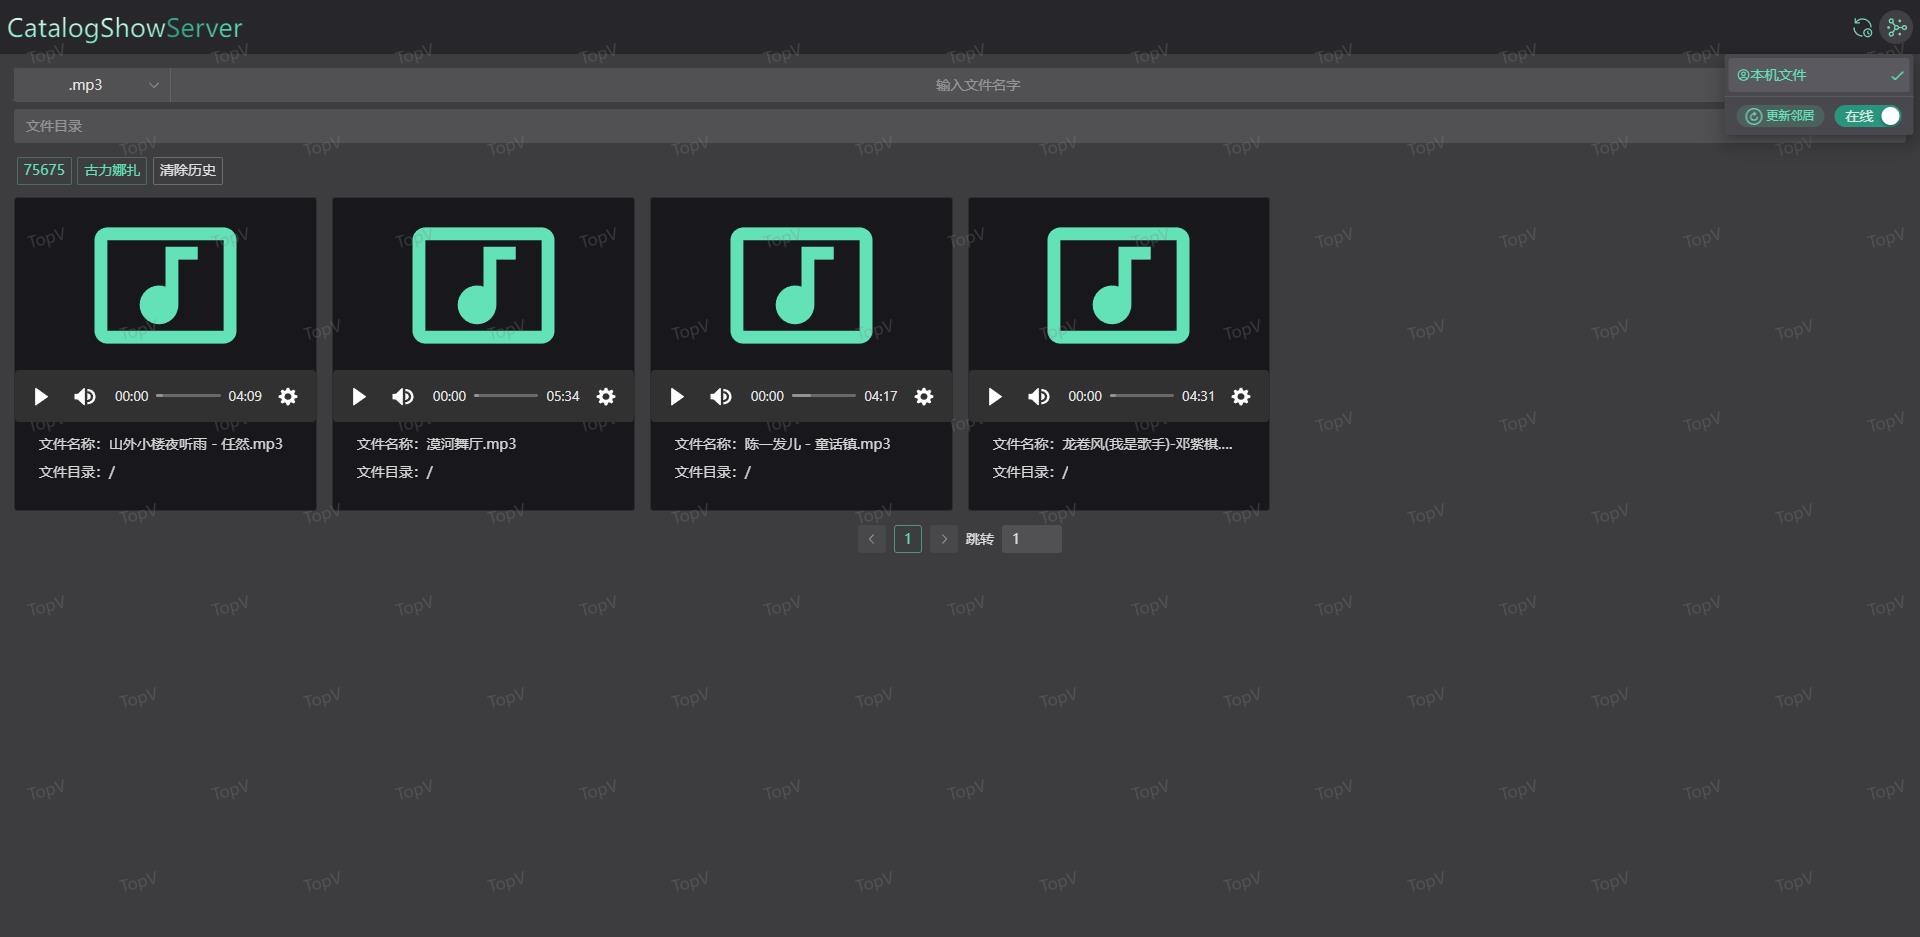 CatalogShowServer
.mp3
输入文件名字
本机文件
文件目录
更新邻居
在线
75675
古力娜扎
清除历史
00:00
04:09
00:00
05:34
00:00
04:17
00:00
04:31
文件名称：山外小楼夜听雨 - 任然.mp3
文件目录：/
文件名称：漠河舞厅.mp3
文件目录：/
文件名称：陈一发儿 - 童话镇.mp3
文件目录：/
文件名称：龙卷风(我是歌手)-邓紫棋....
文件目录：/
1
跳转
1
TopV